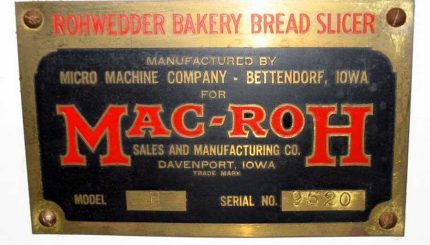 ROHWEDDER BAKERY BREAD SLICER
MANUFACTURED BY
MICRO MACHINE COMPANY - BETTENDORF, IOWA
FOR
MAC-ROH
SALES AND MANUFACTURING CO.
DAVENPORT, IOWA
TRADE MARK
MODEL SERIAL NO. 9520